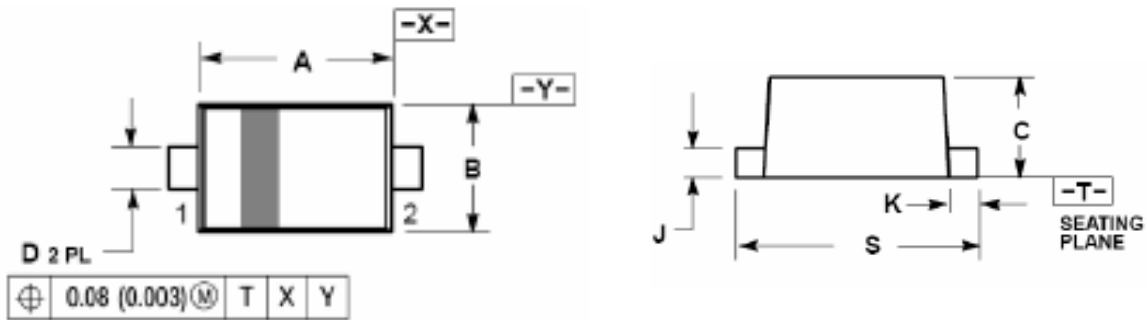 -X-
A
-Y-
B
1
2
D 2 PL
⌖ 0.08 (0.003) Ⓜ T X Y
C
K
-T-
J
S
SEATING
PLANE